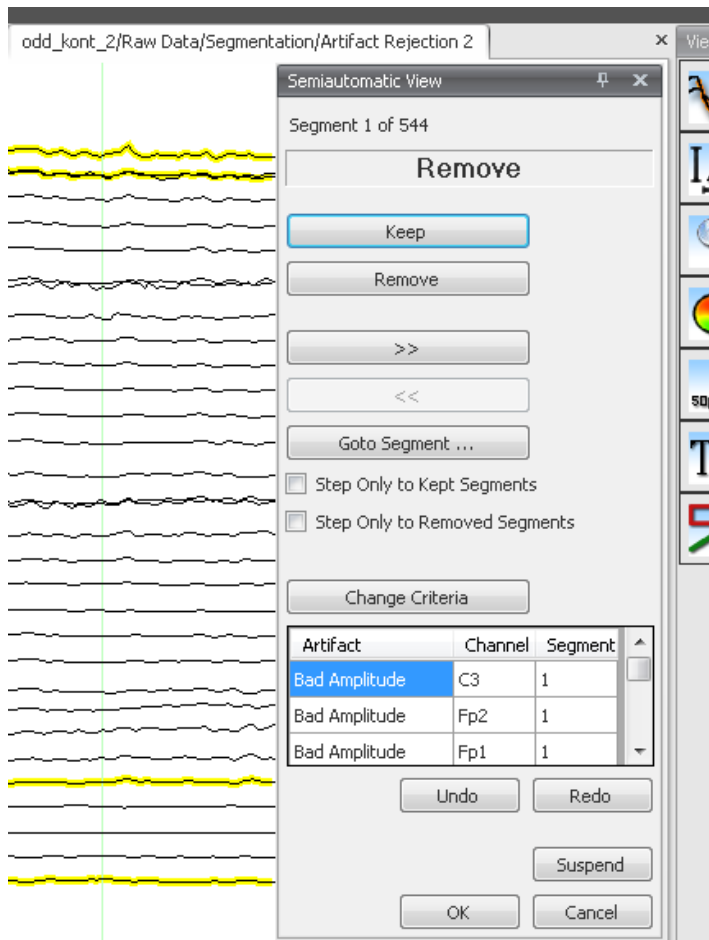 odd_kont_2/Raw Data/Segmentation/Artifact Rejection 2
Semiautomatic View
Segment 1 of 544
Remove
Keep
Remove
>>
<<
Goto Segment ...
Step Only to Kept Segments
Step Only to Removed Segments
Change Criteria
Artifact Channel Segment
Bad Amplitude C3 1
Bad Amplitude Fp2 1
Bad Amplitude Fp1 1
Undo Redo
Suspend
OK Cancel